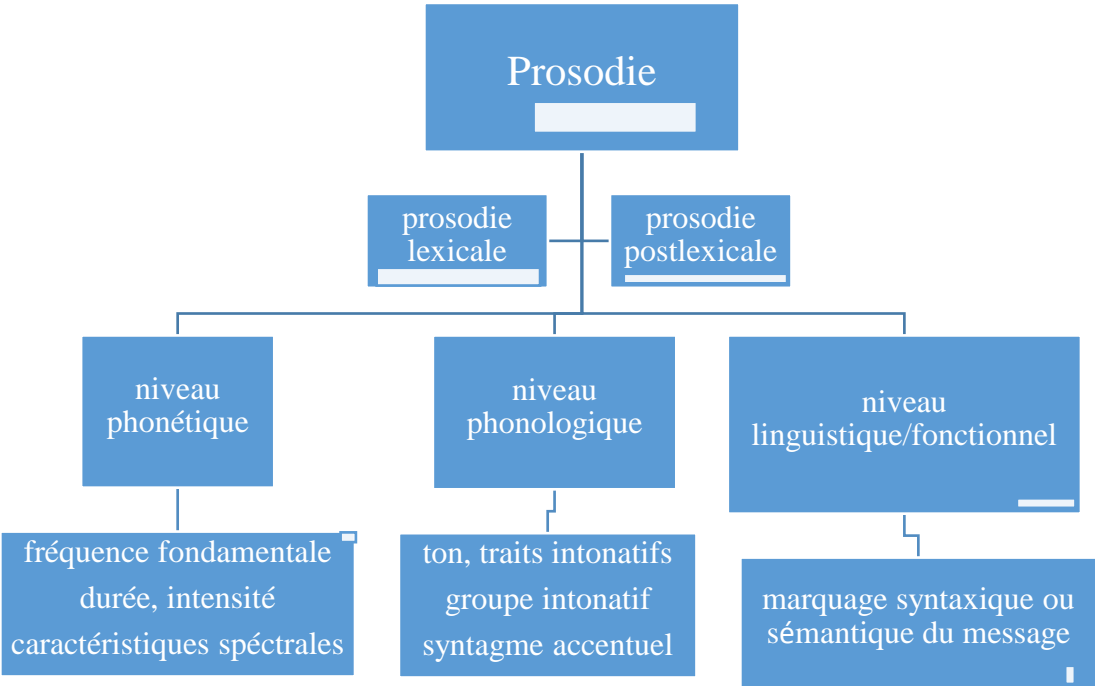 Prosodie
prosodie
lexicale
prosodie
postlexicale
niveau
phonétique
niveau
phonologique
niveau
linguistique/fonctionnel
fréquence fondamentale
durée, intensité
caractéristiques spéctrales
ton, traits intonatifs
groupe intonatif
syntagme accentuel
marquage syntaxique ou
sémantique du message